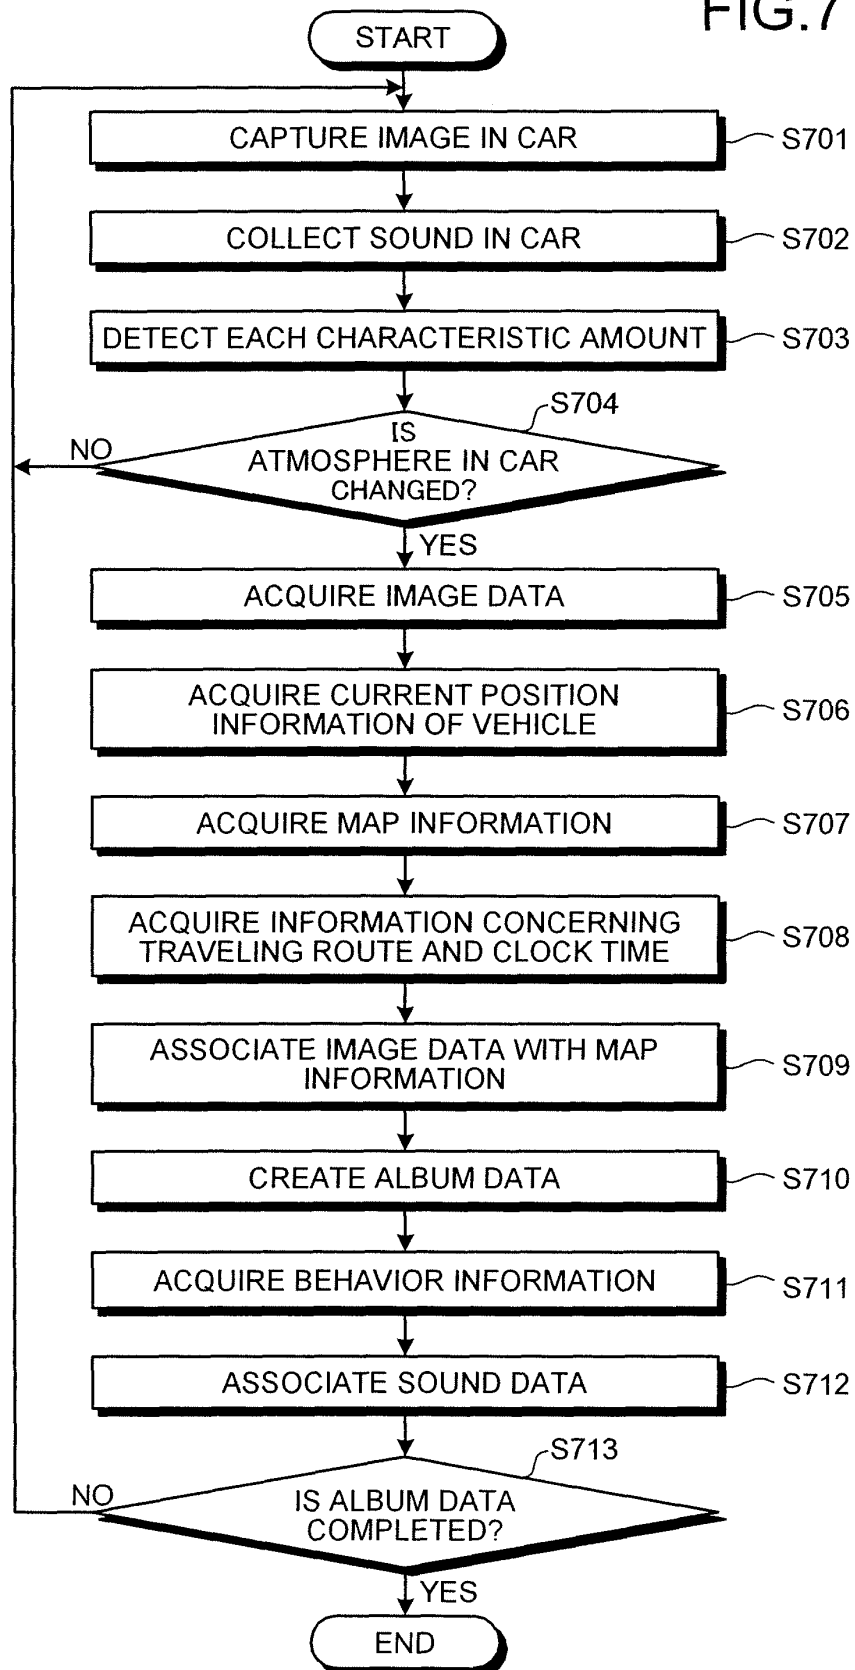 FIG.7
START
CAPTURE IMAGE IN CAR
S701
COLLECT SOUND IN CAR
S702
DETECT EACH CHARACTERISTIC AMOUNT
S703
S704
IS
ATMOSPHERE IN CAR
CHANGED?
NO
YES
ACQUIRE IMAGE DATA
S705
ACQUIRE CURRENT POSITION
INFORMATION OF VEHICLE
S706
ACQUIRE MAP INFORMATION
S707
ACQUIRE INFORMATION CONCERNING
TRAVELING ROUTE AND CLOCK TIME
S708
ASSOCIATE IMAGE DATA WITH MAP
INFORMATION
S709
CREATE ALBUM DATA
S710
ACQUIRE BEHAVIOR INFORMATION
S711
ASSOCIATE SOUND DATA
S712
S713
NO
IS ALBUM DATA
COMPLETED?
YES
END